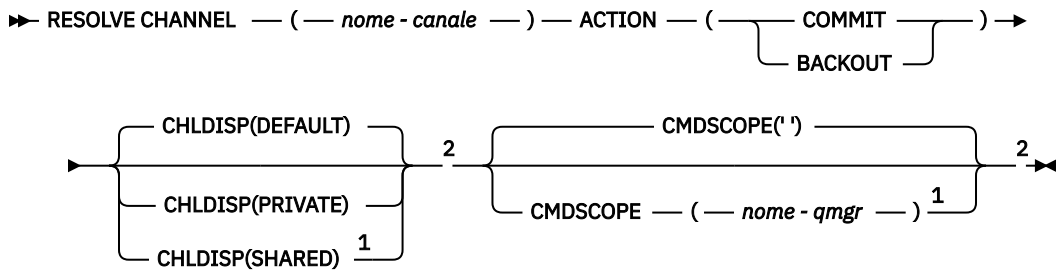 RESOLVE CHANNEL ( nome - canale ) ACTION ( COMMIT )
BACKOUT
CHLDISP(DEFAULT) CMDSCOPE(' ')
2 2
CHLDISP(PRIVATE) CMDSCOPE ( nome - qmgr ) 1
CHLDISP(SHARED) 1